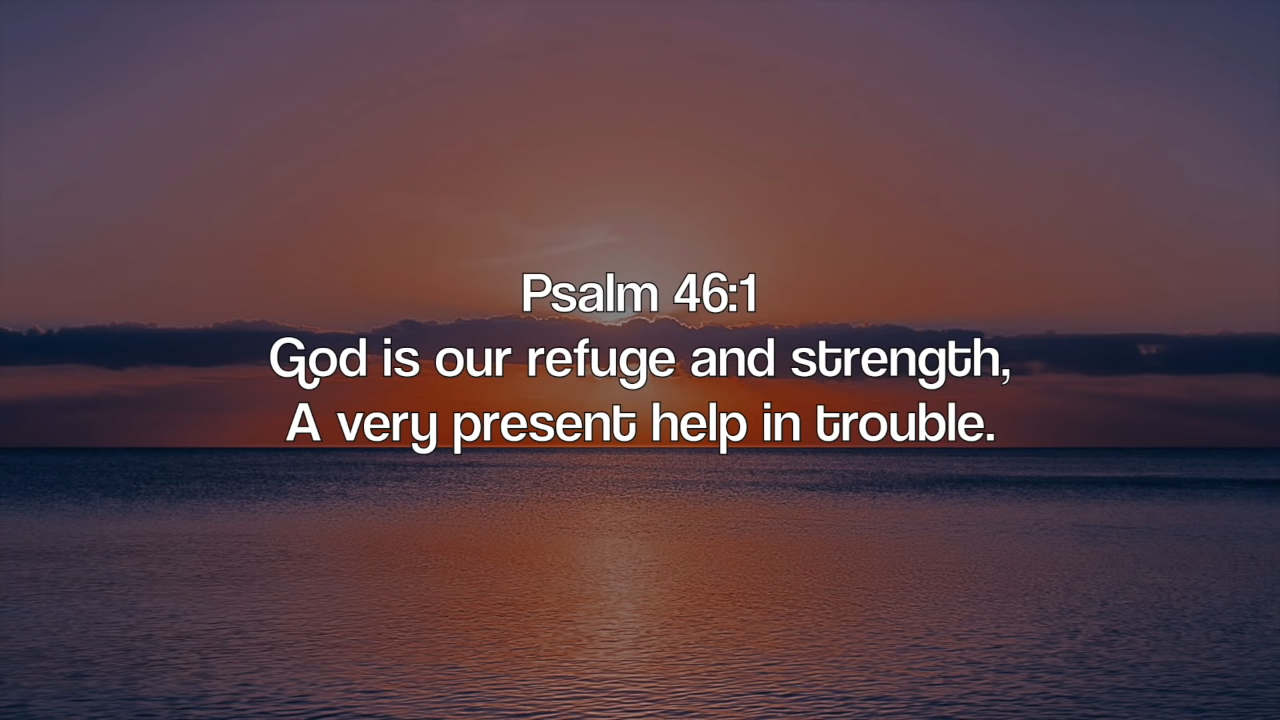 Psalm 46:1
God is our refuge and strength,
A very present help in trouble.